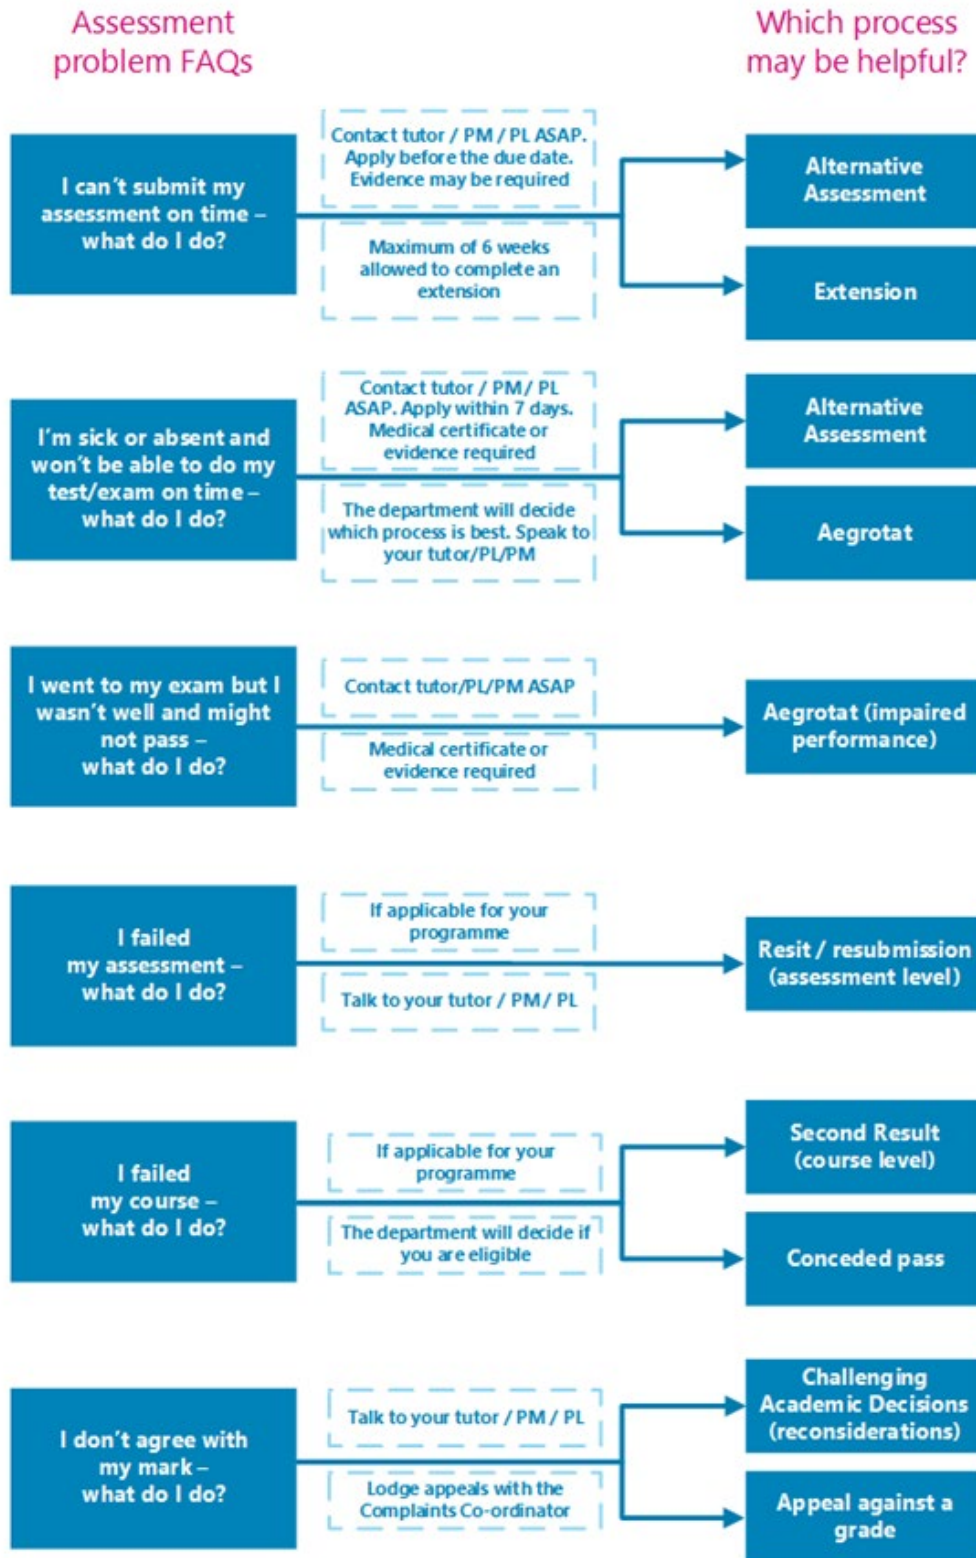 Assessment
problem FAQs
Which process
may be helpful?
I can't submit my
assessment on time –
what do I do?
Contact tutor / PM / PL ASAP.
Apply before the due date.
Evidence may be required
Maximum of 6 weeks
allowed to complete an
extension
Alternative
Assessment
Extension
I'm sick or absent and
won't be able to do my
test/exam on time –
what do I do?
Contact tutor / PM / PL
ASAP. Apply within 7 days.
Medical certificate or
evidence required
The department will decide
which process is best. Speak to
your tutor/PL/PM
Alternative
Assessment
Aegrotat
I went to my exam but I
wasn't well and might
not pass –
what do I do?
Contact tutor/PL/PM ASAP
Medical certificate or
evidence required
Aegrotat (impaired
performance)
I failed
my assessment –
what do I do?
If applicable for your
programme
Talk to your tutor / PM / PL
Resit / resubmission
(assessment level)
I failed
my course –
what do I do?
If applicable for your
programme
The department will decide if
you are eligible
Second Result
(course level)
Conceded pass
I don't agree with
my mark –
what do I do?
Talk to your tutor / PM / PL
Lodge appeals with the
Complaints Co-ordinator
Challenging
Academic Decisions
(reconsiderations)
Appeal against a
grade